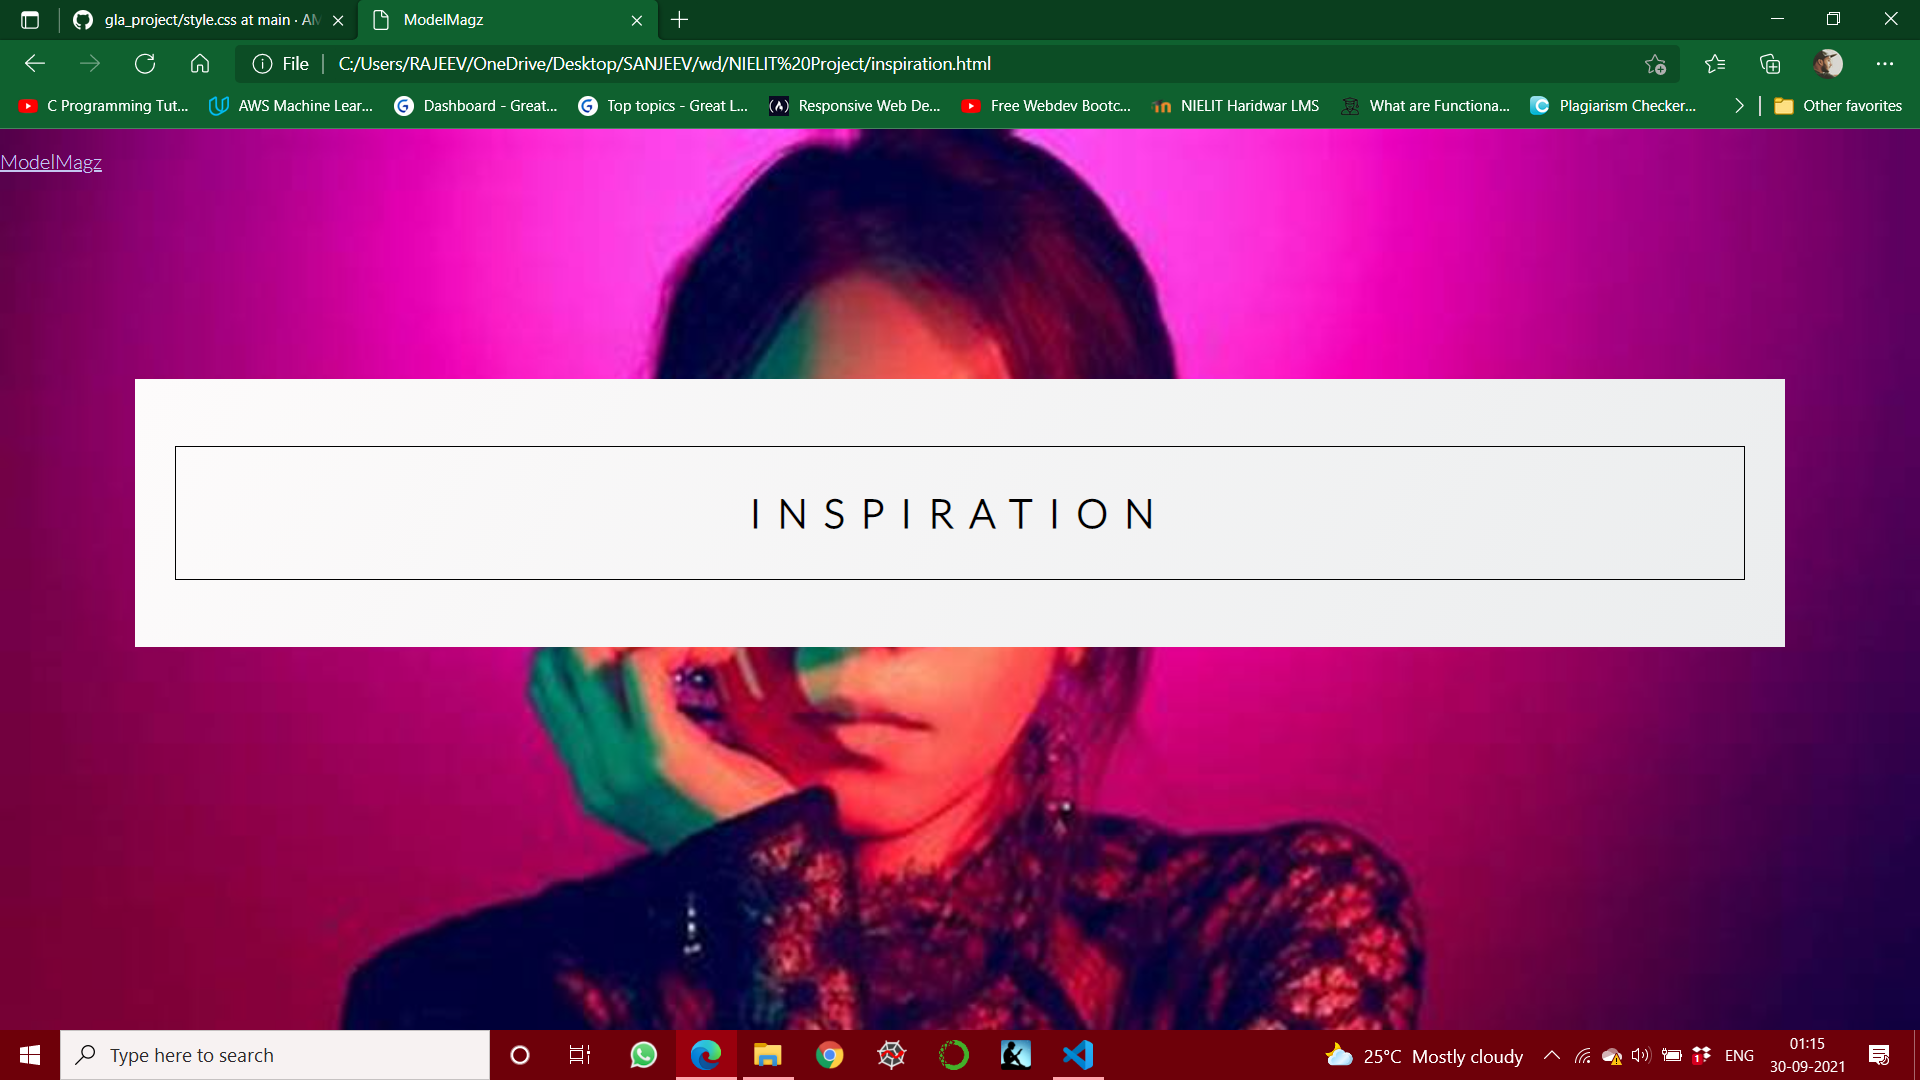 gla_project/style.css at main · AM
ModelMagz
File
C:/Users/RAJEEV/OneDrive/Desktop/SANJEEV/wd/NIELIT%20Project/inspiration.html
C Programming Tut...
AWS Machine Lear...
Dashboard - Great...
Top topics - Great L...
Responsive Web De...
Free Webdev Bootc...
NIELIT Haridwar LMS
What are Functiona...
Plagiarism Checker...
Other favorites
ModelMagz
INSPIRATION
Type here to search
25°C Mostly cloudy
1
ENG
01:15
30-09-2021